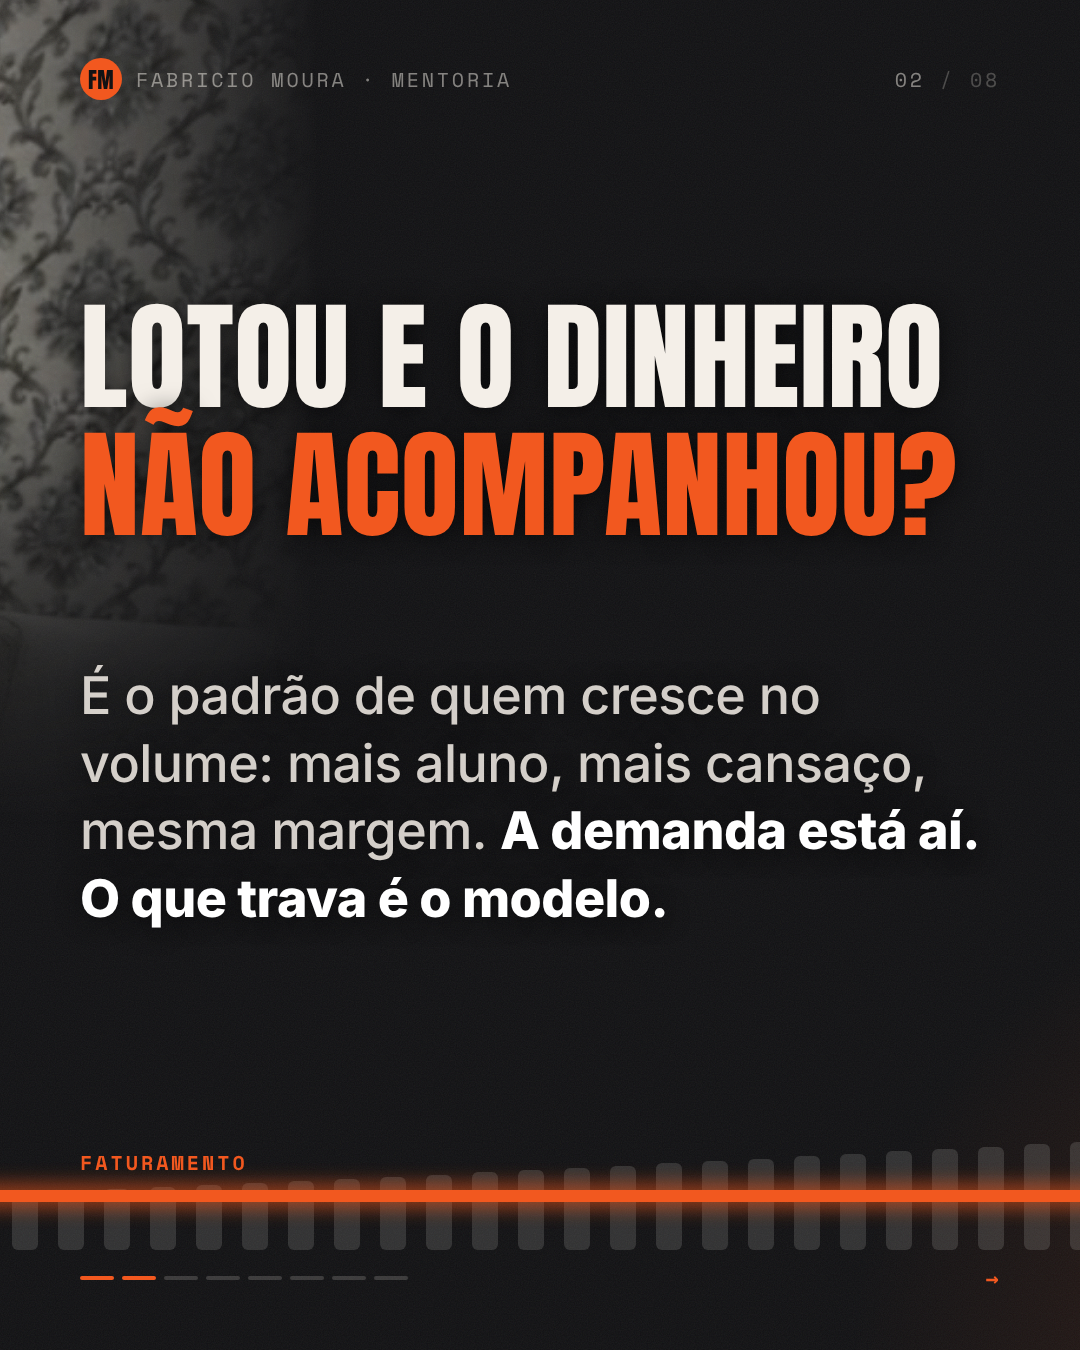 FM FABRICIO MOURA · MENTORIA
02 / 08
LOTOU E O DINHEIRO
NÃO ACOMPANHOU?
É o padrão de quem cresce no
volume: mais aluno, mais cansaço,
mesma margem. A demanda está aí.
O que trava é o modelo.
FATURAMENTO
→